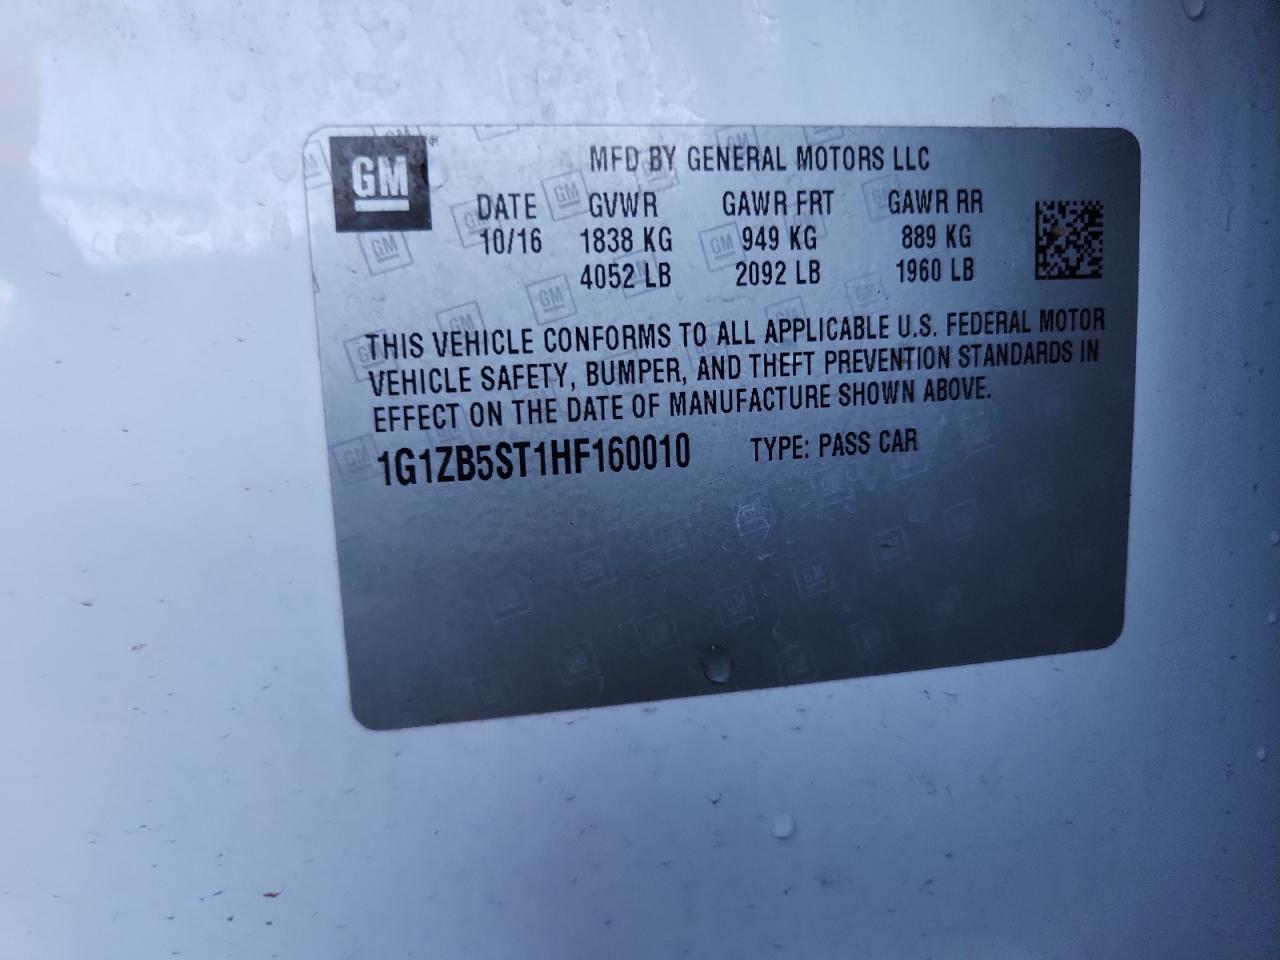 GM
MFD BY GENERAL MOTORS LLC
DATE GVWR GAWR FRT GAWR RR
10/16 1838 KG 949 KG 889 KG
4052 LB 2092 LB 1960 LB
THIS VEHICLE CONFORMS TO ALL APPLICABLE U.S. FEDERAL MOTOR
VEHICLE SAFETY, BUMPER, AND THEFT PREVENTION STANDARDS IN
EFFECT ON THE DATE OF MANUFACTURE SHOWN ABOVE.
1G1ZB5ST1HF160010 TYPE: PASS CAR